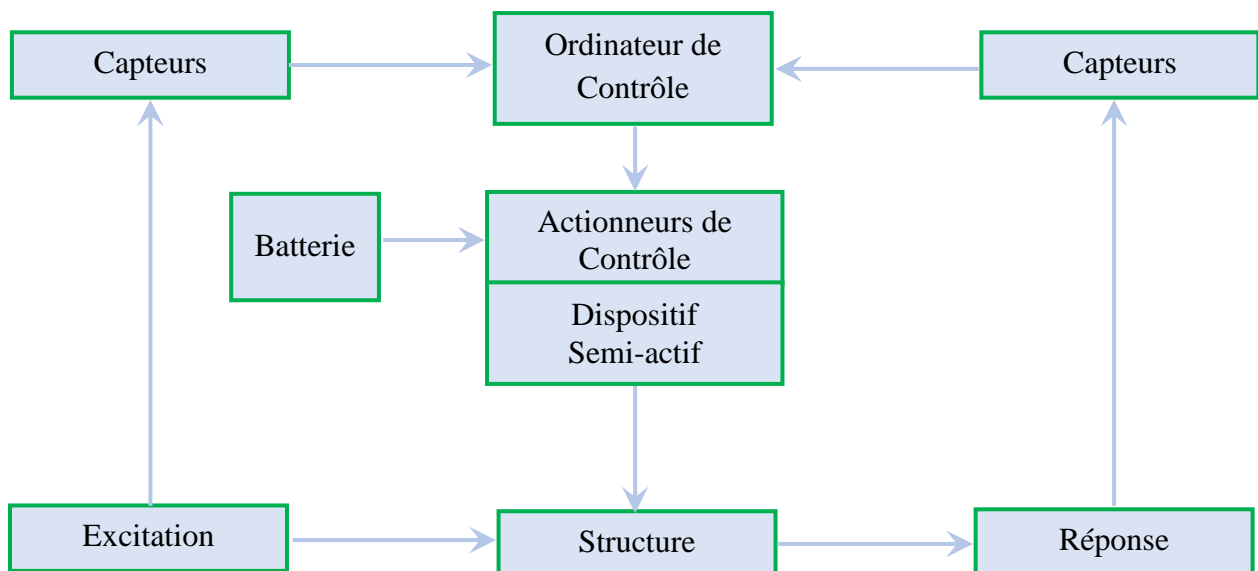 Capteurs
Ordinateur de
Contrôle
Capteurs
Batterie
Actionneurs de
Contrôle
Dispositif
Semi-actif
Excitation
Structure
Réponse